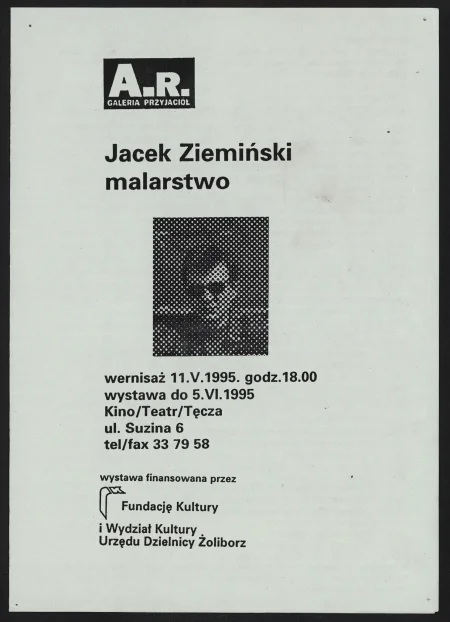 A.R.
GALERIA PRZYJACIÓŁ
Jacek Ziemiński
malarstwo
wernisaż 11.V.1995. godz.18.00
wystawa do 5.VI.1995
Kino/Teatr/Tęcza
ul. Suzina 6
tel/fax 33 79 58
wystawa finansowana przez
Fundację Kultury
i Wydział Kultury
Urzędu Dzielnicy Żoliborz